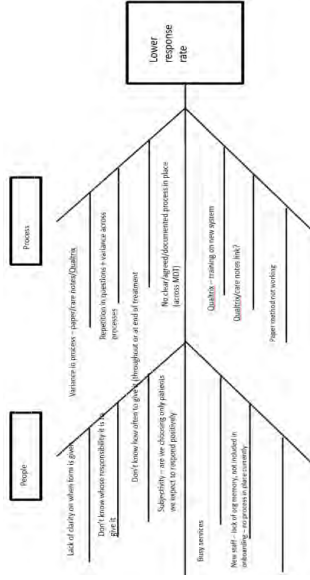 Lower
response
rate
Process
Variance in process – paper/care notes/Qualtrix
Repetition in questions + variance across
processes
No clear/agreed/documented process in place
(across MDT)
Qualtrix – training on new system
Qualtrix/care notes link?
Paper method not working
People
Lack of clarity on when form is given
Don't know whose responsibility it is to
give it
Don't know how often to give it (throughout or at end of treatment
Subjectivity – are we choosing only patients
we expect to respond positively
Busy services
New staff – lack of org memory, not included in
onboarding – no process in place currently